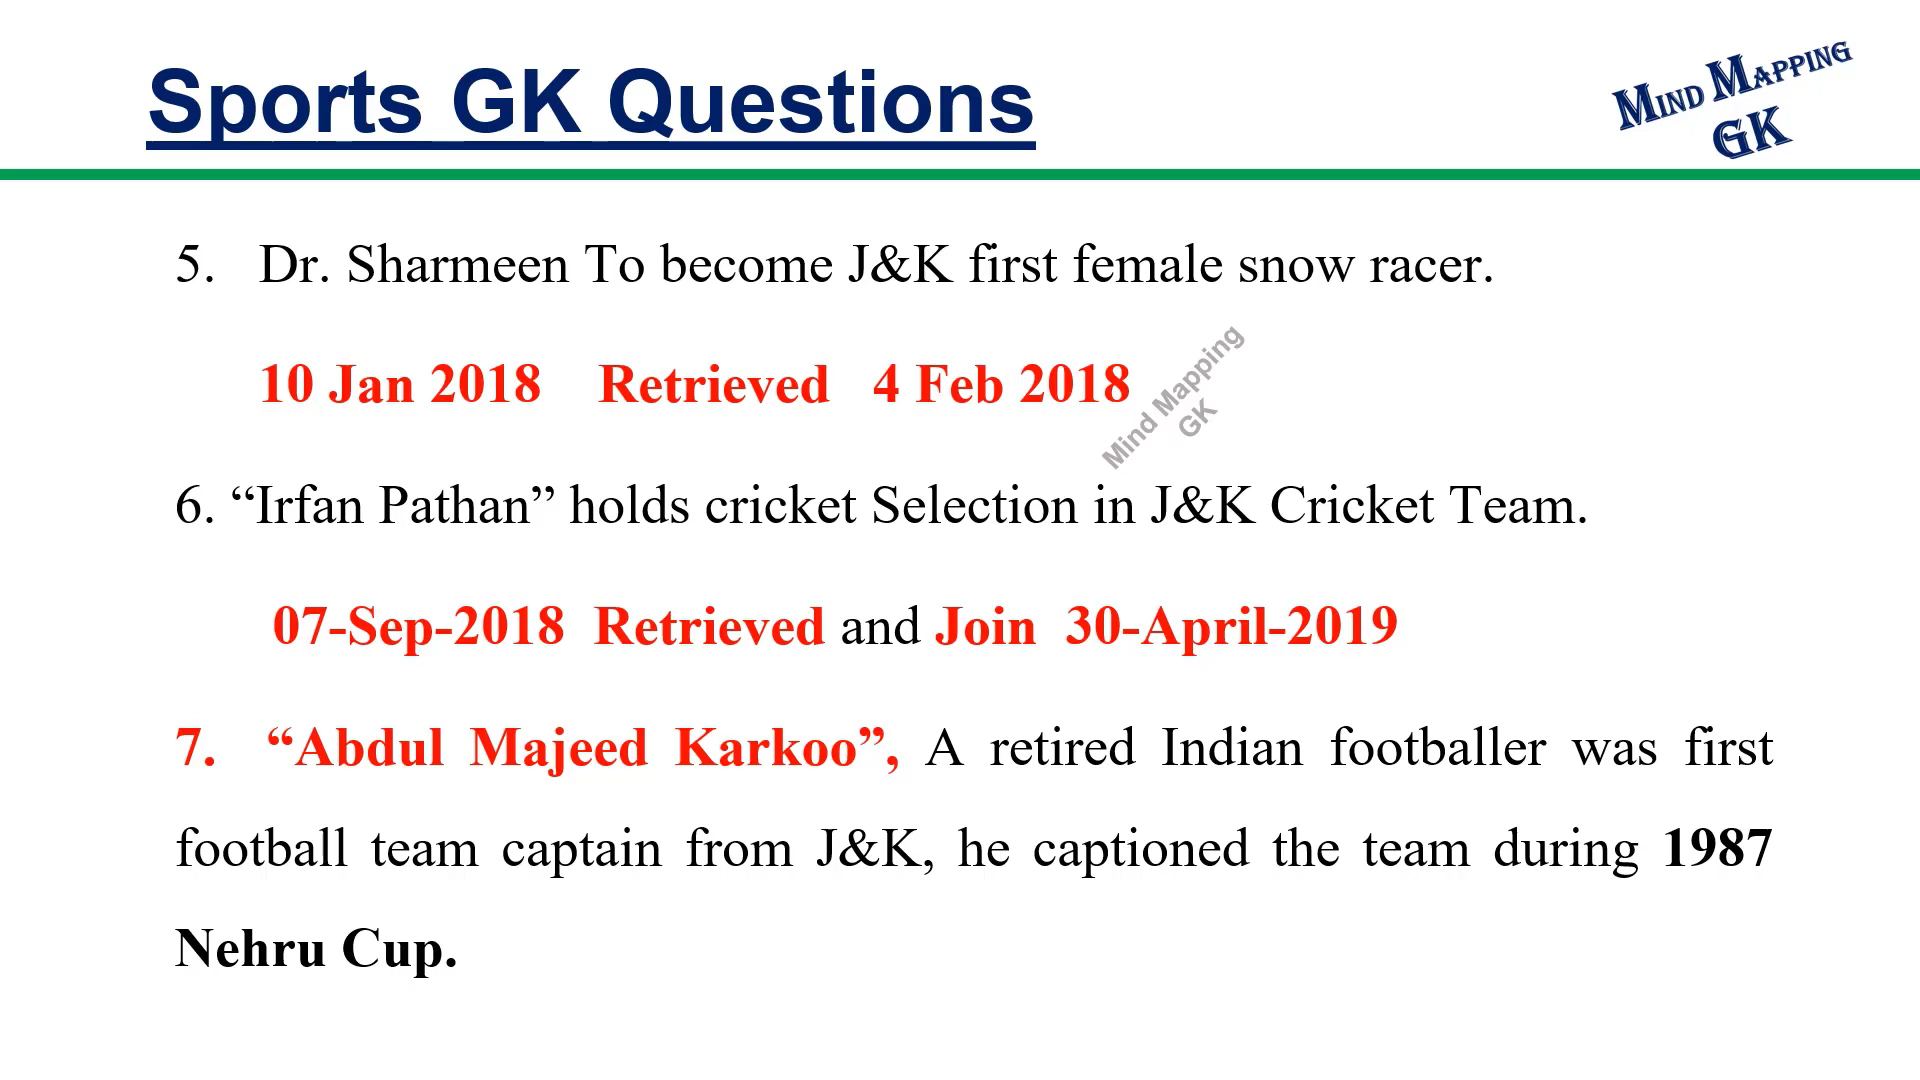 Sports GK Questions
MIND MAPPING
GK
5. Dr. Sharmeen To become J&K first female snow racer.
10 Jan 2018 Retrieved 4 Feb 2018
Mind Mapping
GK
6. “Irfan Pathan” holds cricket Selection in J&K Cricket Team.
07-Sep-2018 Retrieved and Join 30-April-2019
7. “Abdul Majeed Karkoo”, A retired Indian footballer was first
football team captain from J&K, he captioned the team during 1987
Nehru Cup.